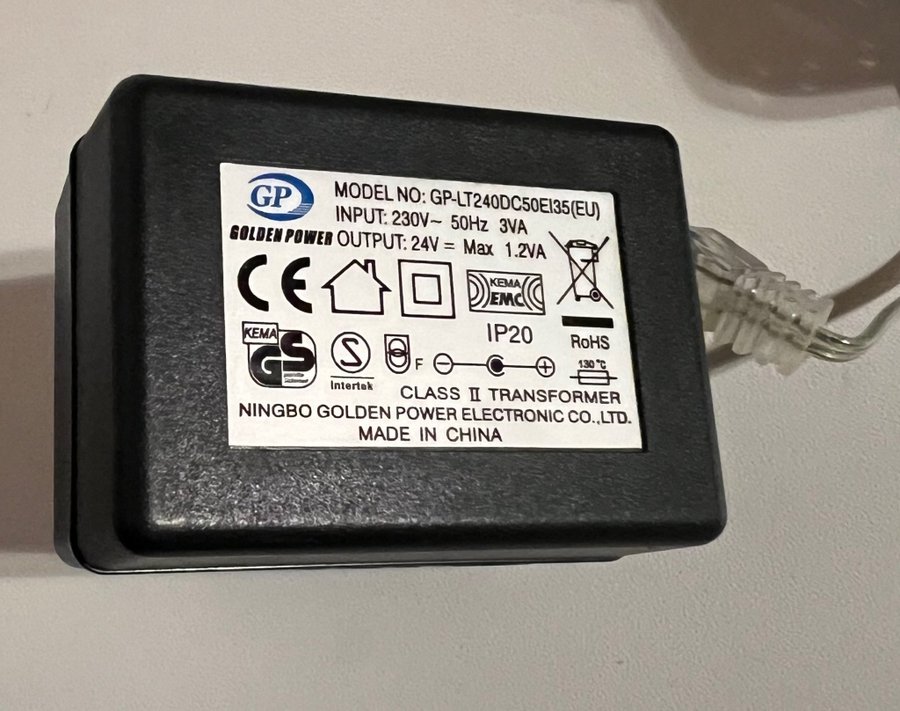 GP
GOLDEN POWER
MODEL NO: GP-LT240DC50EI35(EU)
INPUT: 230V~ 50Hz 3VA
OUTPUT: 24V⎓ Max 1.2VA
CE
KEMA
EMC
IP20
RoHS
KEMA
GS
S
Intertek
F
− +
130 °C
CLASS II TRANSFORMER
NINGBO GOLDEN POWER ELECTRONIC CO.,LTD.
MADE IN CHINA